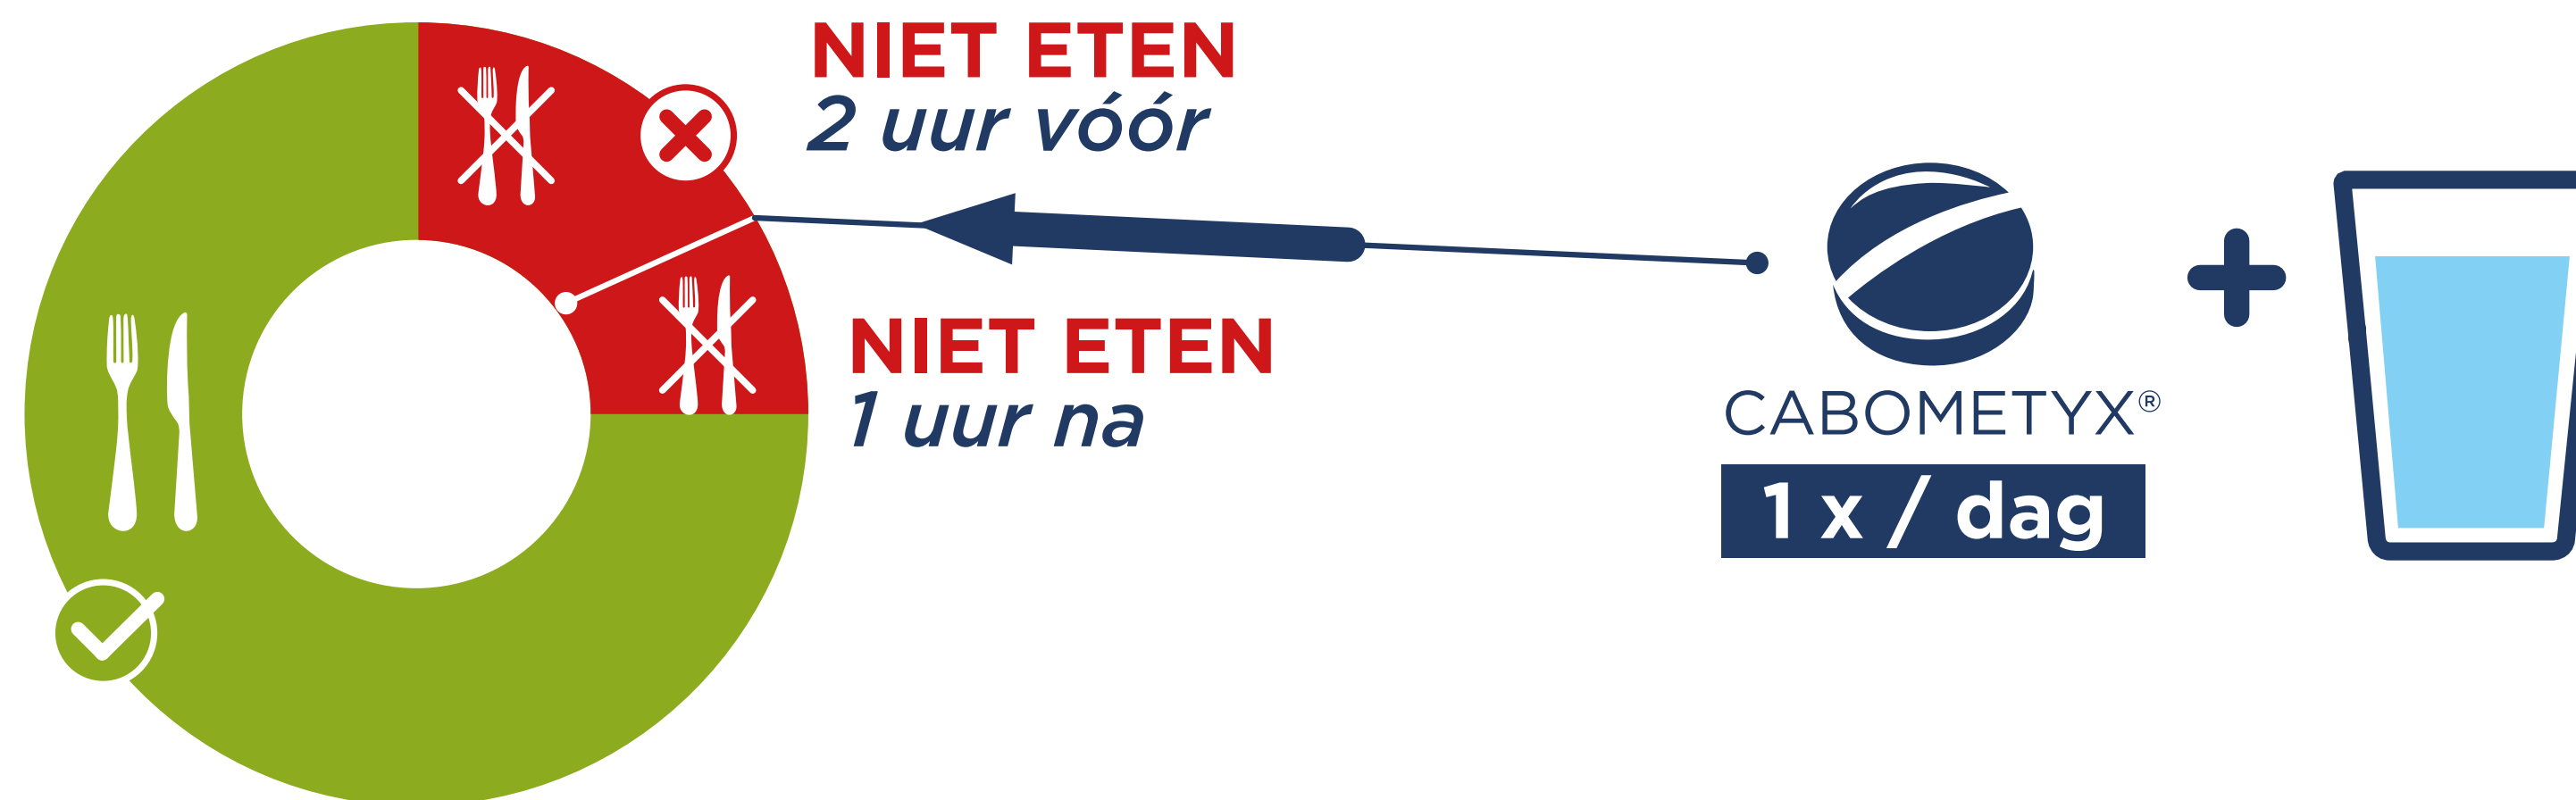 NIET ETEN
2 uur vóór
NIET ETEN
1 uur na
CABOMETYX®
1 x / dag